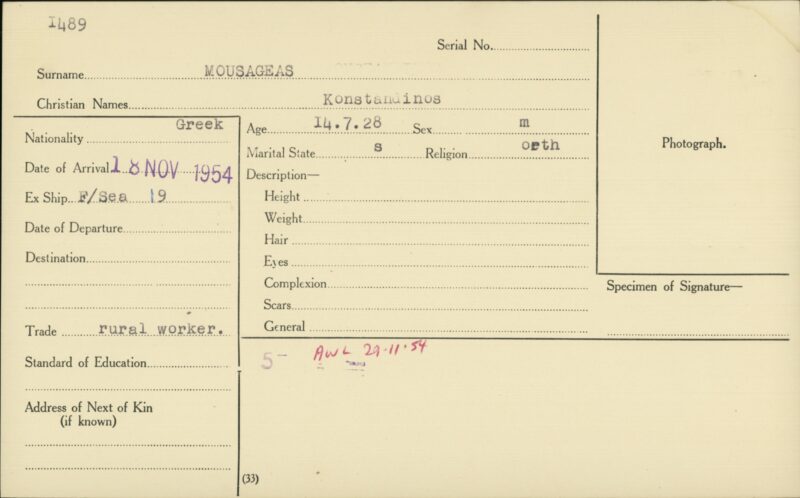 1489
Serial No.
Surname MOUSAGEAS
Christian Names Konstandinos
Nationality Greek
Date of Arrival 18 NOV 1954
Ex Ship F/Sea 19
Date of Departure
Destination
Trade rural worker.
Standard of Education
Address of Next of Kin
(if known)
Age 14.7.28 Sex m
Marital State s Religion orth
Description—
Height
Weight
Hair
Eyes
Complexion
Scars
General
Photograph.
Specimen of Signature—
5- AWL 29.11.54
(33)